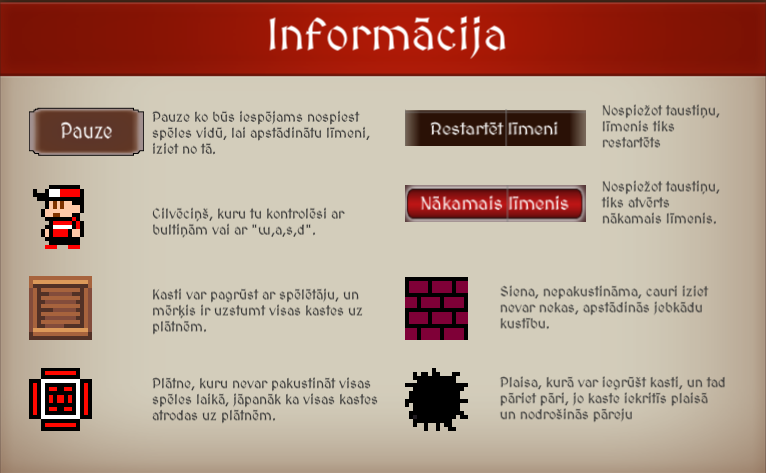 Informācija
Pauze
Pauze ko būs iespējams nospiest
spēles vidū, lai apstādinātu līmeni,
iziet no tā.
Cilvēciņš, kuru tu kontrolēsi ar
bultiņām vai ar "w,a,s,d".
Kasti var pagrūst ar spēlētāju, un
mērķis ir uzstumt visas kastes uz
plātnēm.
Plātne, kuru nevar pakustināt visas
spēles laikā, jāpanāk ka visas kastes
atrodas uz plātnēm.
Restartēt līmeni
Nospiežot taustiņu,
līmenis tiks
restartēts
Nākamais līmenis
Nospiežot taustiņu,
tiks atvērts
nākamais līmenis.
Siena, nepakustināma, cauri iziet
nevar nekas, apstādinās jebkādu
kustību.
Plaisa, kurā var iegrūst kasti, un tad
pāriet pāri, jo kaste iekritīs plaisā
un nodrošinās pāreju